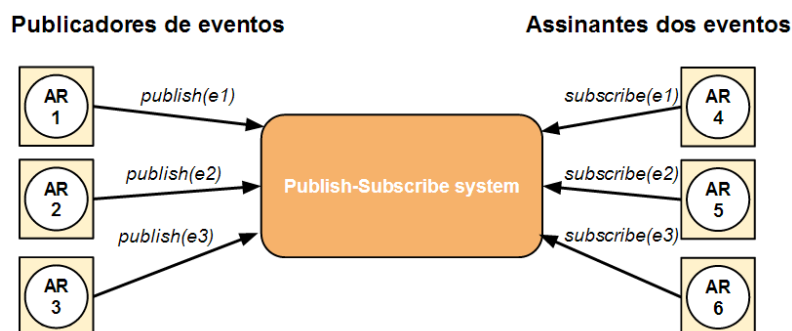 Publicadores de eventos
Assinantes dos eventos
AR
1
publish(e1)
subscribe(e1)
AR
4
AR
2
publish(e2)
Publish-Subscribe system
subscribe(e2)
AR
5
AR
3
publish(e3)
subscribe(e3)
AR
6